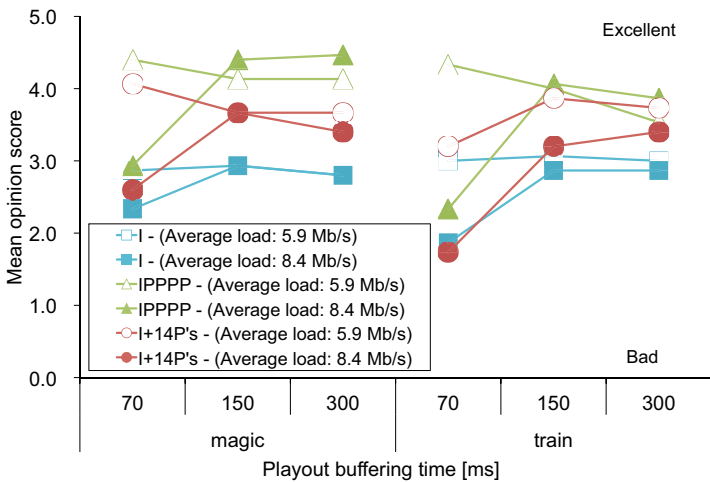 5.0
4.0
3.0
2.0
1.0
0.0
Mean opinion score
Excellent
Bad
I - (Average load: 5.9 Mb/s)
I - (Average load: 8.4 Mb/s)
IPPPP - (Average load: 5.9 Mb/s)
IPPPP - (Average load: 8.4 Mb/s)
I+14P's - (Average load: 5.9 Mb/s)
I+14P's - (Average load: 8.4 Mb/s)
70 150 300 70 150 300
magic train
Playout buffering time [ms]